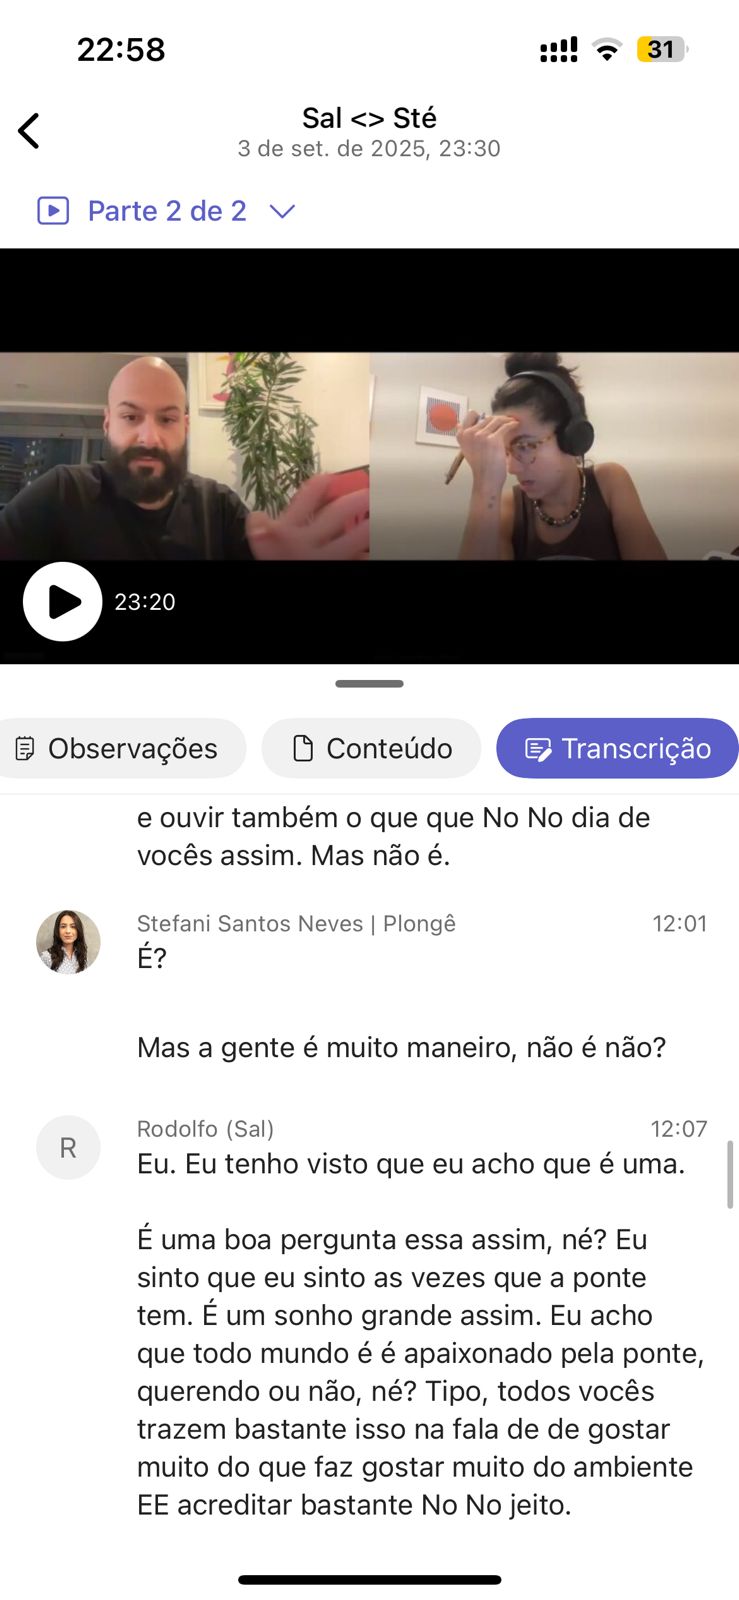 22:58
31
Sal <> Sté
3 de set. de 2025, 23:30
Parte 2 de 2
23:20
Observações
Conteúdo
Transcrição
e ouvir também o que que No No dia de
vocês assim. Mas não é.
Stefani Santos Neves | Plongê
12:01
É?
Mas a gente é muito maneiro, não é não?
R
Rodolfo (Sal)
12:07
Eu. Eu tenho visto que eu acho que é uma.
É uma boa pergunta essa assim, né? Eu
sinto que eu sinto as vezes que a ponte
tem. É um sonho grande assim. Eu acho
que todo mundo é é apaixonado pela ponte,
querendo ou não, né? Tipo, todos vocês
trazem bastante isso na fala de de gostar
muito do que faz gostar muito do ambiente
EE acreditar bastante No No jeito.